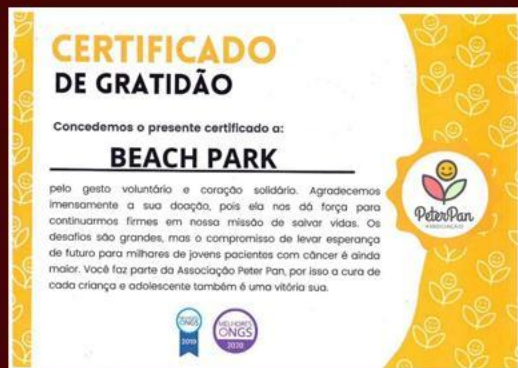 CERTIFICADO
DE GRATIDÃO
Concedemos o presente certificado a:
BEACH PARK
pelo gesto voluntário e coração solidário. Agradecemos
imensamente a sua doação, pois ela nos dá força para
continuarmos firmes em nossa missão de salvar vidas. Os
desafios são grandes, mas o compromisso de levar esperança
de futuro para milhares de jovens pacientes com câncer é ainda
maior. Você faz parte da Associação Peter Pan, por isso a cura de
cada criança e adolescente também é uma vitória sua.
PeterPan
ASSOCIAÇÃO
ONGS
2019
MELHORES
ONGS
2020